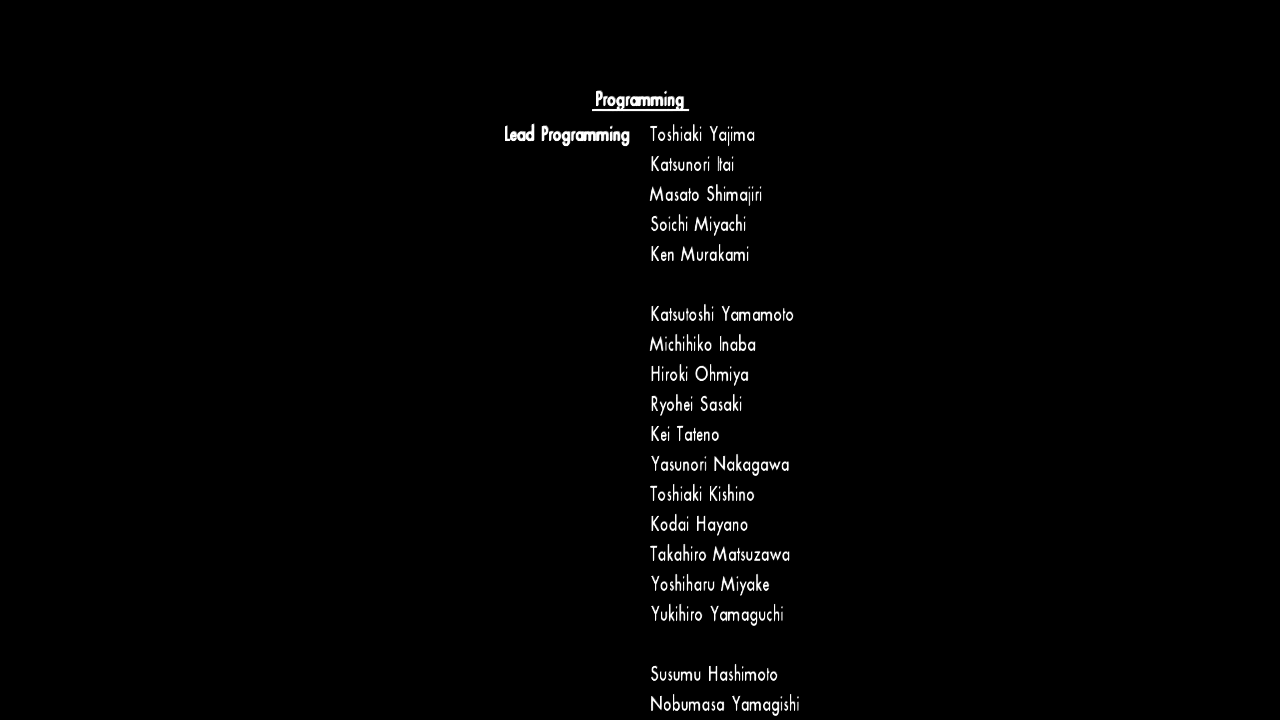 Programming
Lead Programming Toshiaki Yajima
Katsunori Itai
Masato Shimajiri
Soichi Miyachi
Ken Murakami
Katsutoshi Yamamoto
Michihiko Inaba
Hiroki Ohmiya
Ryohei Sasaki
Kei Tateno
Yasunori Nakagawa
Toshiaki Kishino
Kodai Hayano
Takahiro Matsuzawa
Yoshiharu Miyake
Yukihiro Yamaguchi
Susumu Hashimoto
Nobumasa Yamagishi